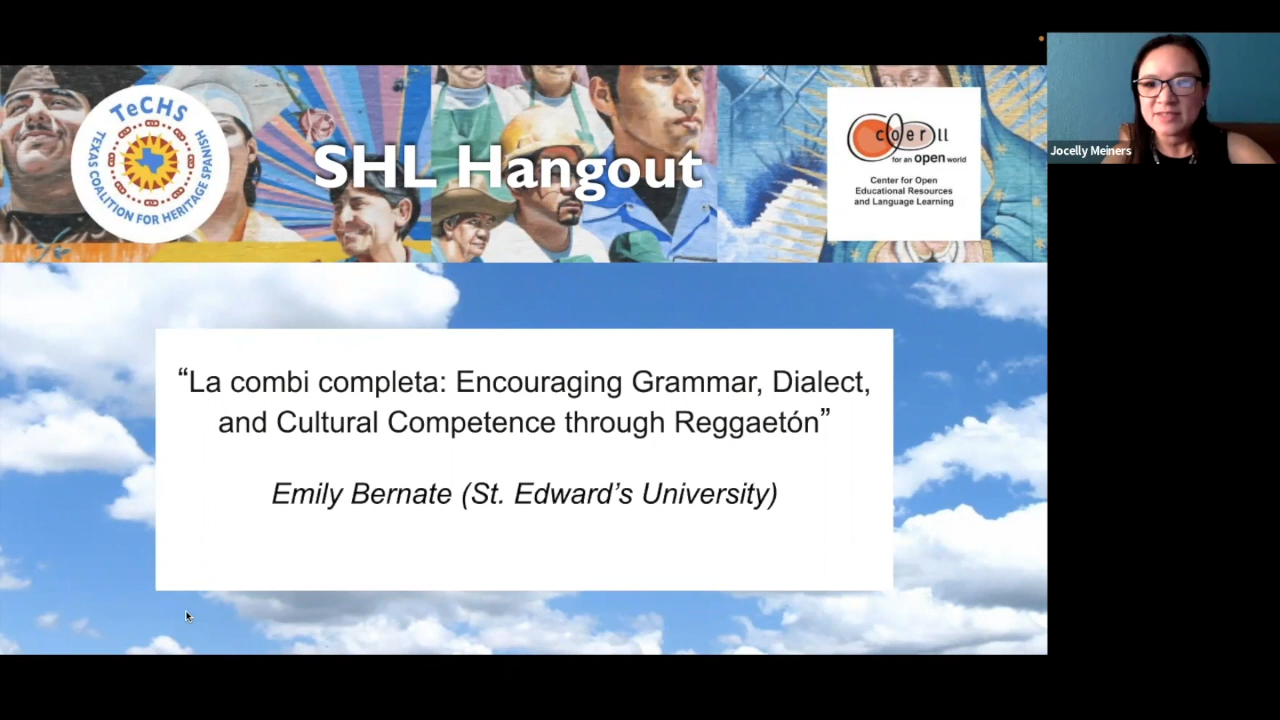 TeCHS
TEXAS COALITION FOR HERITAGE SPANISH
SHL Hangout
coerll
for an open world
Center for Open
Educational Resources
and Language Learning
Jocelly Meiners
“La combi completa: Encouraging Grammar, Dialect,
and Cultural Competence through Reggaetón”
Emily Bernate (St. Edward’s University)